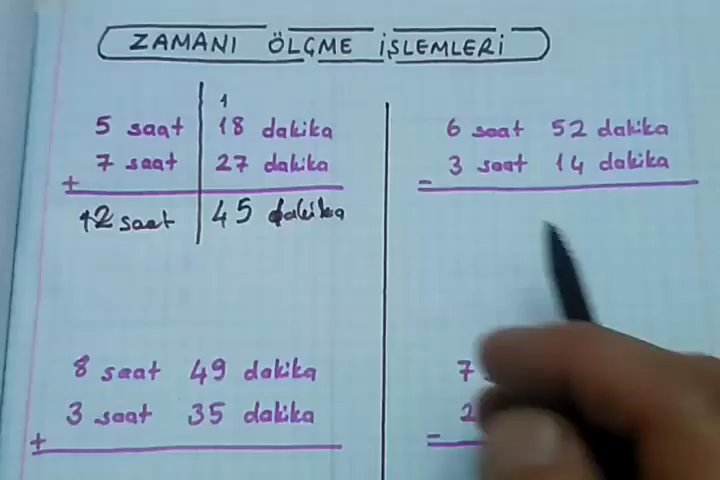 ZAMANI ÖLÇME İŞLEMLERİ
1
5 saat 18 dakika
+ 7 saat 27 dakika
12 saat 45 dakika
6 saat 52 dakika
- 3 saat 14 dakika
8 saat 49 dakika
+ 3 saat 35 dakika
7
- 2